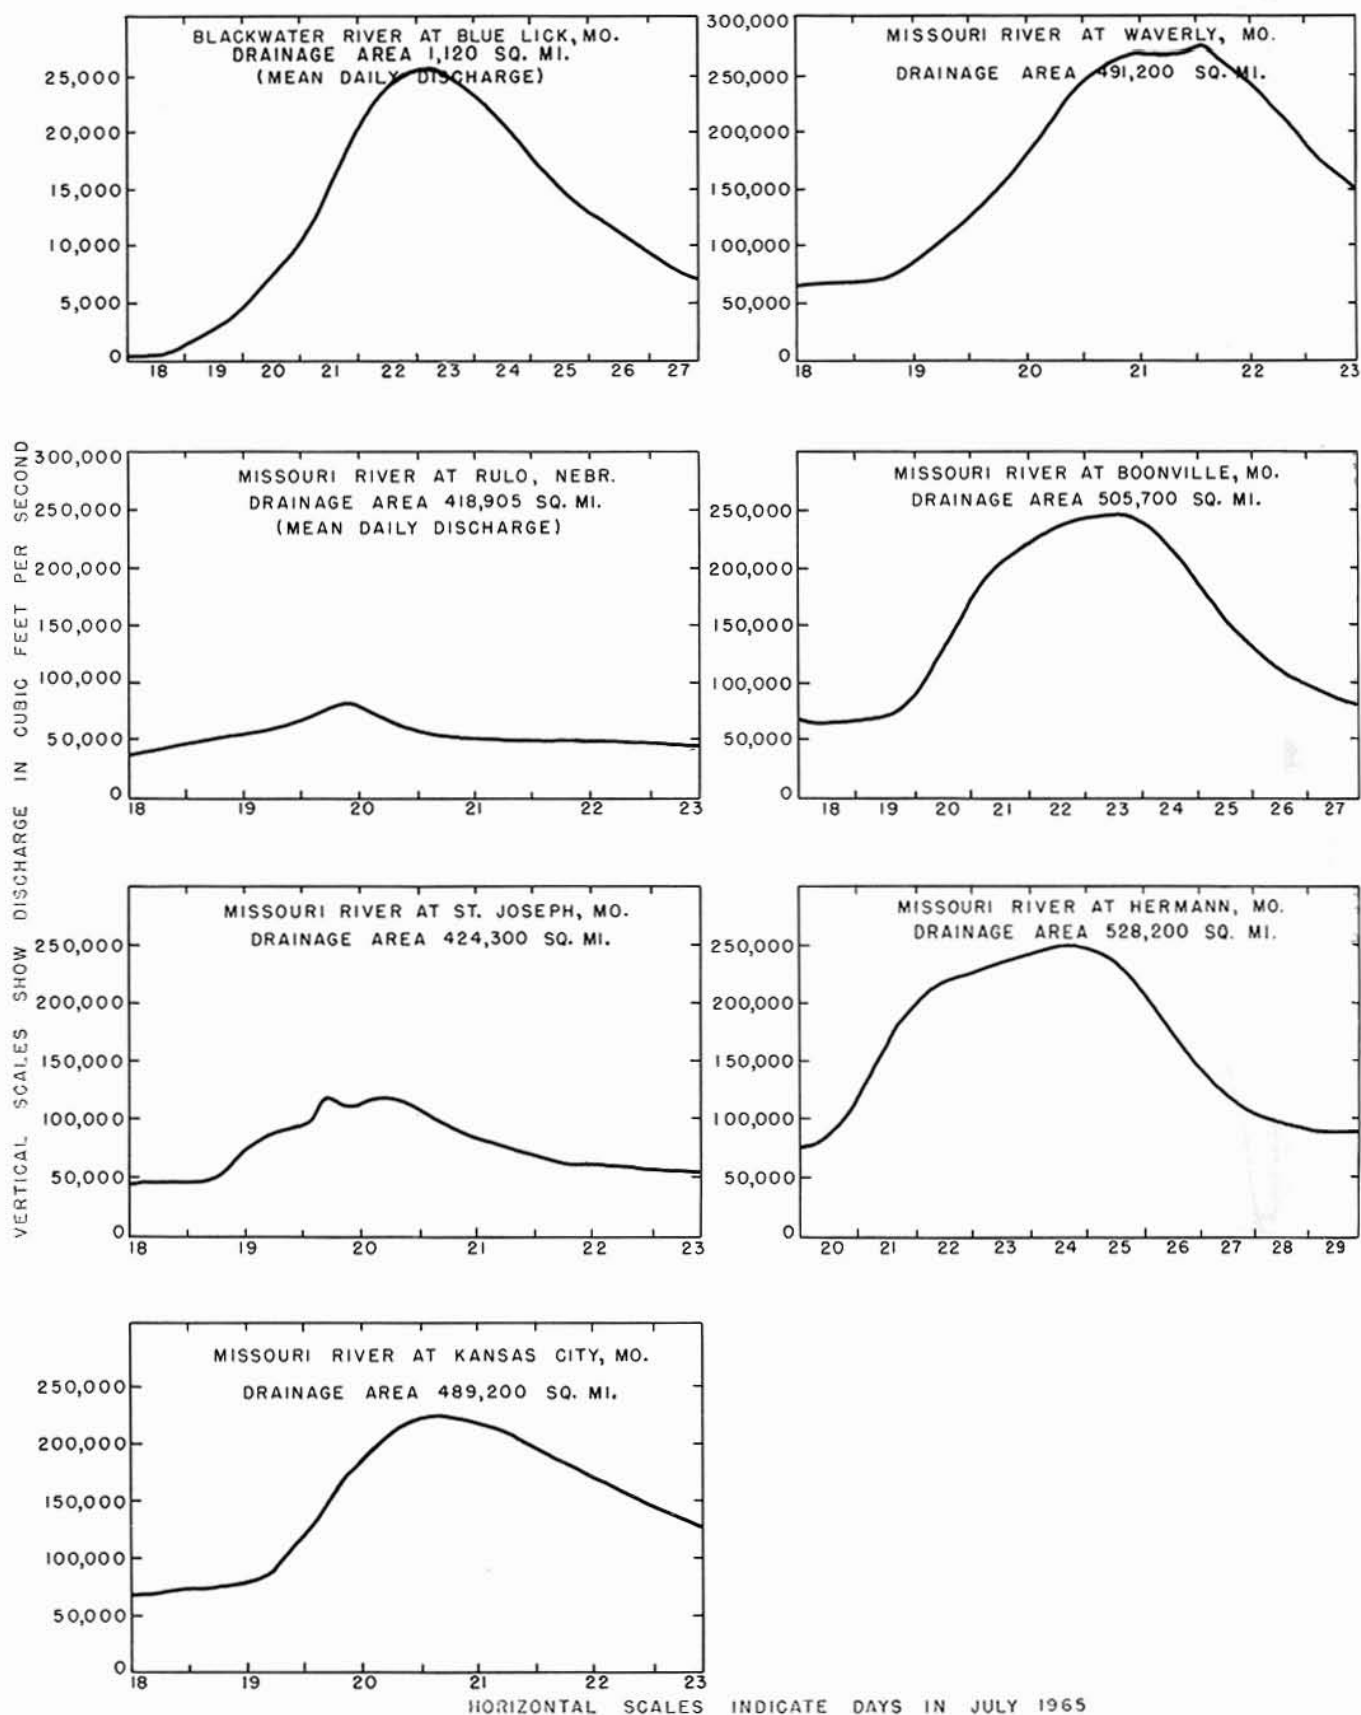 BLACKWATER RIVER AT BLUE LICK, MO.
DRAINAGE AREA 1,120 SQ. MI.
(MEAN DAILY DISCHARGE)
25,000
20,000
15,000
10,000
5,000
0
18 19 20 21 22 23 24 25 26 27
MISSOURI RIVER AT WAVERLY, MO.
DRAINAGE AREA 491,200 SQ. MI.
300,000
250,000
200,000
150,000
100,000
50,000
0
18 19 20 21 22 23
VERTICAL SCALES SHOW DISCHARGE IN CUBIC FEET PER SECOND
MISSOURI RIVER AT RULO, NEBR.
DRAINAGE AREA 418,905 SQ. MI.
(MEAN DAILY DISCHARGE)
300,000
250,000
200,000
150,000
100,000
50,000
0
18 19 20 21 22 23
MISSOURI RIVER AT BOONVILLE, MO.
DRAINAGE AREA 505,700 SQ. MI.
250,000
200,000
150,000
100,000
50,000
0
18 19 20 21 22 23 24 25 26 27
MISSOURI RIVER AT ST. JOSEPH, MO.
DRAINAGE AREA 424,300 SQ. MI.
250,000
200,000
150,000
100,000
50,000
0
18 19 20 21 22 23
MISSOURI RIVER AT HERMANN, MO.
DRAINAGE AREA 528,200 SQ. MI.
250,000
200,000
150,000
100,000
50,000
0
20 21 22 23 24 25 26 27 28 29
MISSOURI RIVER AT KANSAS CITY, MO.
DRAINAGE AREA 489,200 SQ. MI.
250,000
200,000
150,000
100,000
50,000
0
18 19 20 21 22 23
HORIZONTAL SCALES INDICATE DAYS IN JULY 1965